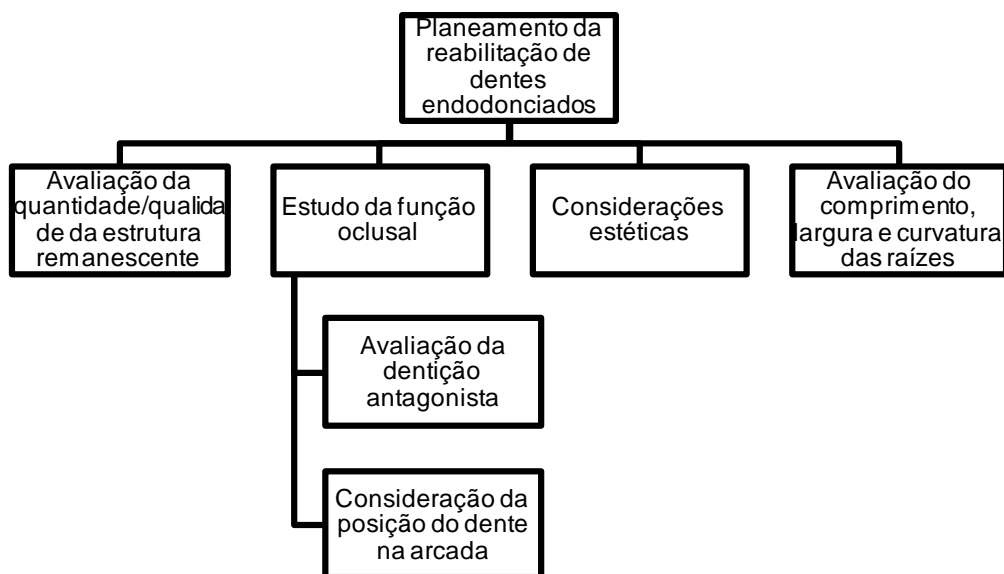 Planeamento da
reabilitação de
dentes
endodonciados
Avaliação da
quantidade/qualida
de da estrutura
remanescente
Estudo da função
oclusal
Considerações
estéticas
Avaliação do
comprimento,
largura e curvatura
das raízes
Avaliação da
dentição
antagonista
Consideração da
posição do dente
na arcada